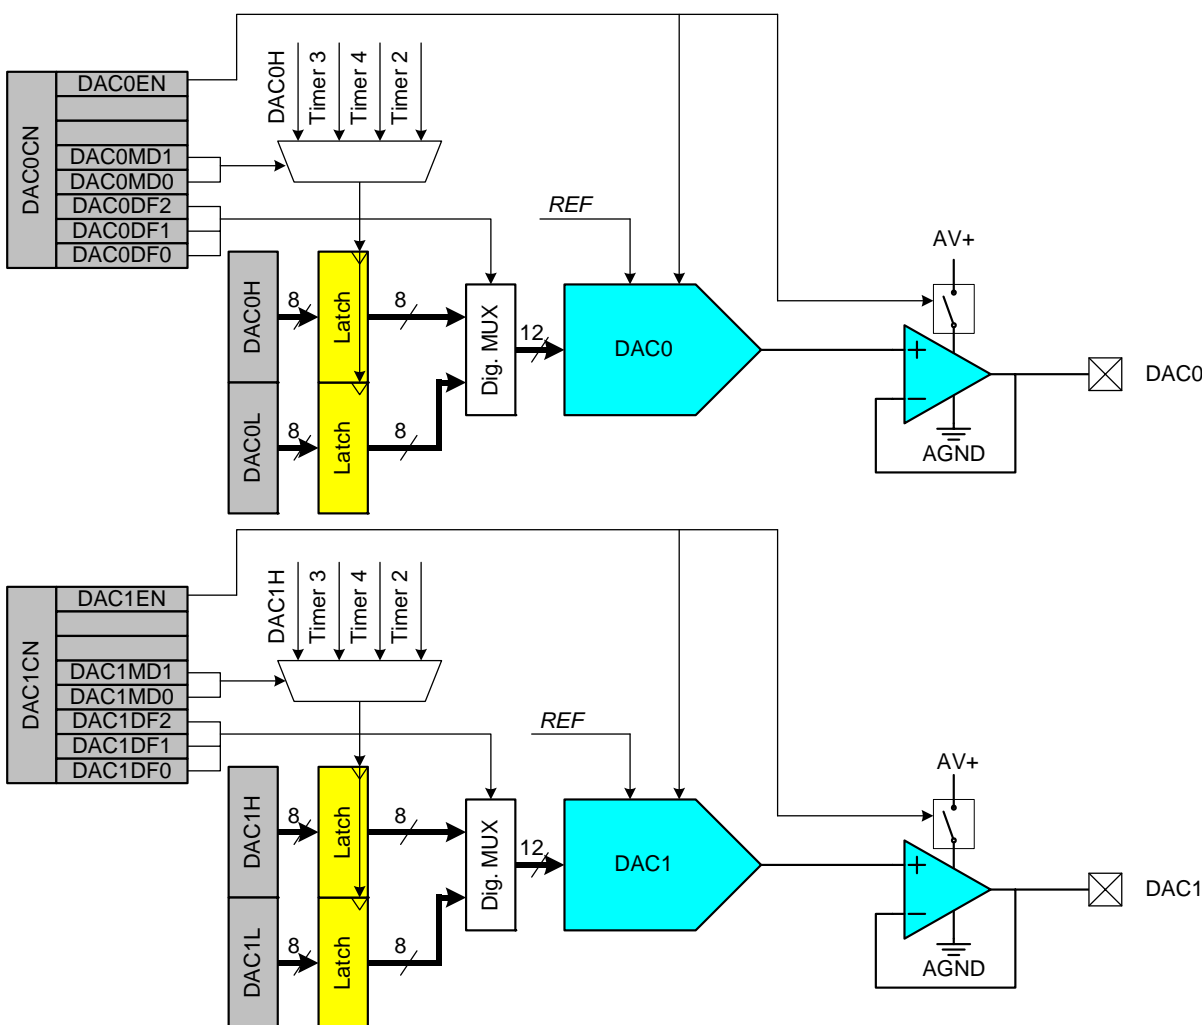 DAC0CN
DAC0EN
DAC0MD1
DAC0MD0
DAC0DF2
DAC0DF1
DAC0DF0
DAC0H
Timer 3
Timer 4
Timer 2
REF
AV+
DAC0H
8
Latch
8
Dig. MUX
12
DAC0
+
−
DAC0
DAC0L
8
Latch
8
AGND
DAC1CN
DAC1EN
DAC1MD1
DAC1MD0
DAC1DF2
DAC1DF1
DAC1DF0
DAC1H
Timer 3
Timer 4
Timer 2
REF
AV+
DAC1H
8
Latch
8
Dig. MUX
12
DAC1
+
−
DAC1
DAC1L
8
Latch
8
AGND